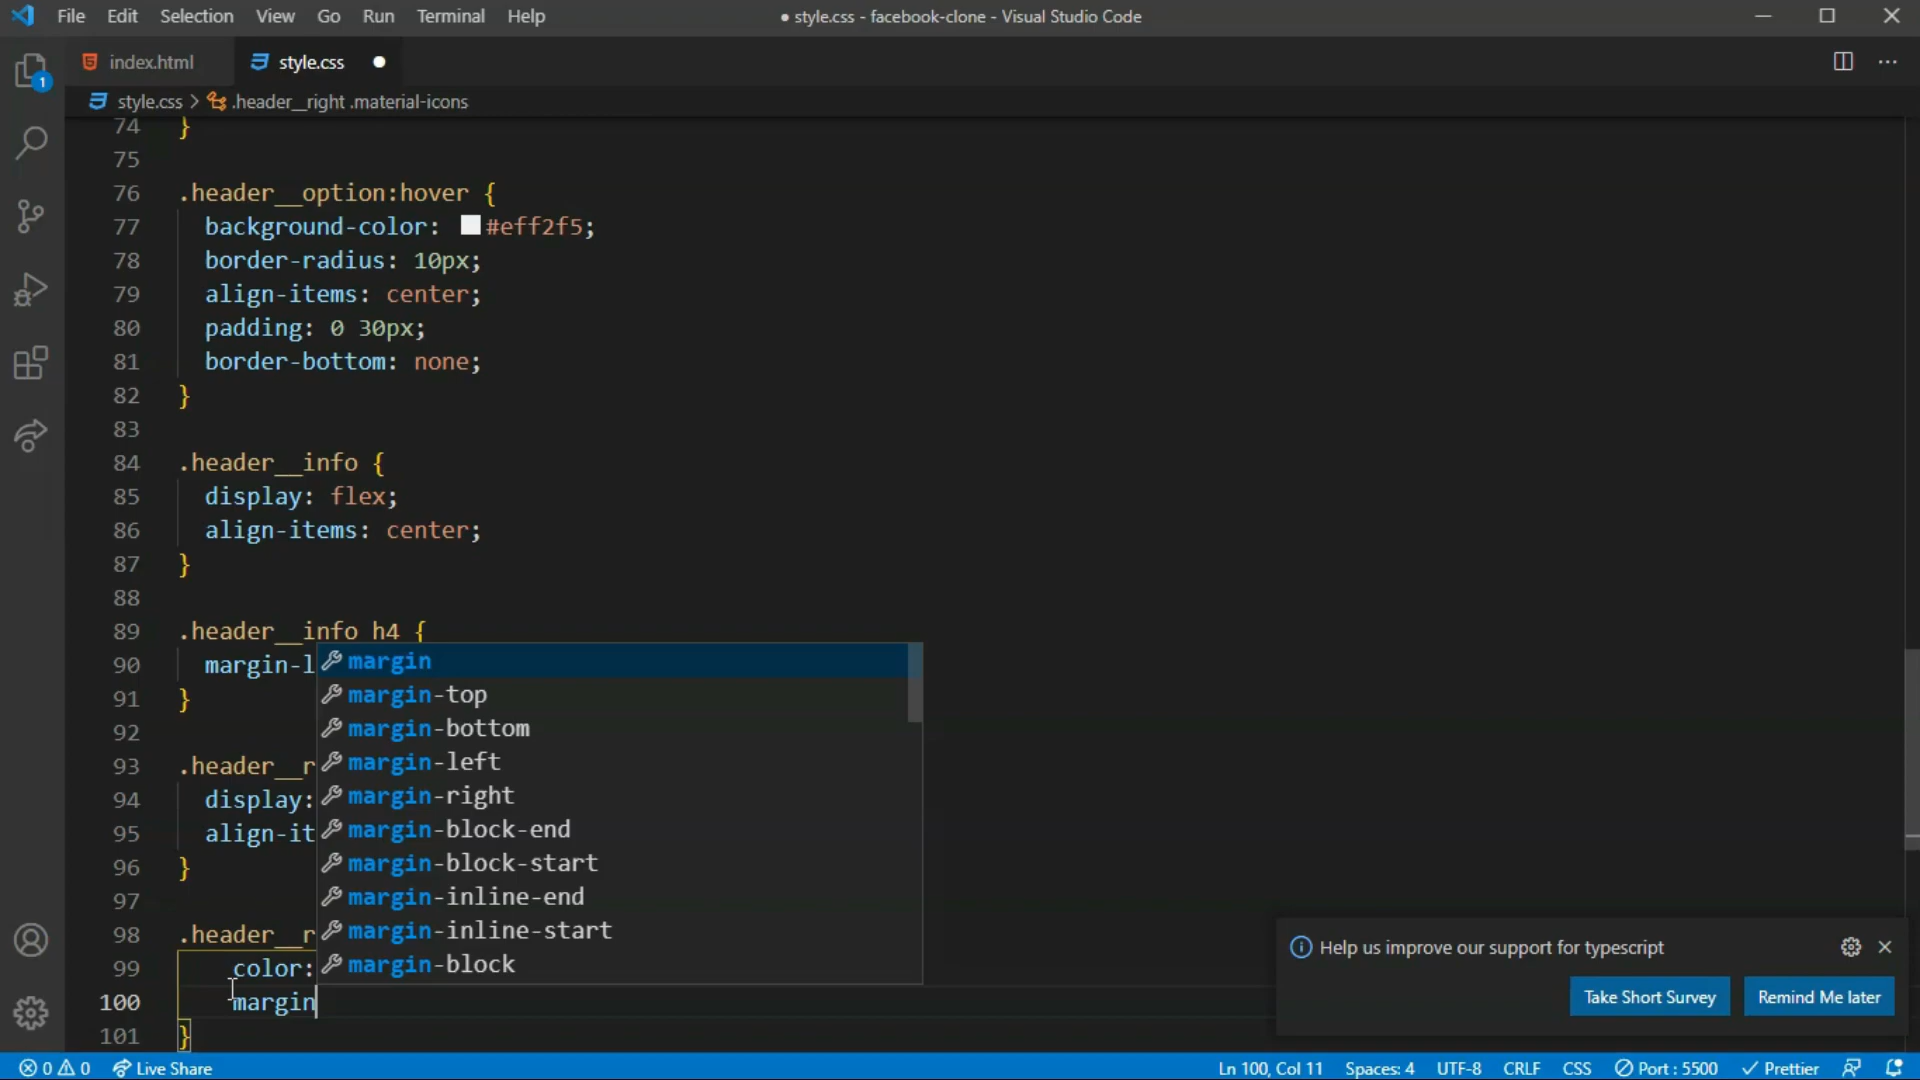 File Edit Selection View Go Run Terminal Help
● style.css - facebook-clone - Visual Studio Code
index.html
style.css
style.css > .header__right .material-icons
74 }
75
76 .header__option:hover {
77 background-color: #eff2f5;
78 border-radius: 10px;
79 align-items: center;
80 padding: 0 30px;
81 border-bottom: none;
82 }
83
84 .header__info {
85 display: flex;
86 align-items: center;
87 }
88
89 .header__info h4 {
90 margin-l
91 }
92
93 .header__r
94 display:
95 align-it
96 }
97
98 .header__r
99 color:
100 margin
101 }
margin
margin-top
margin-bottom
margin-left
margin-right
margin-block-end
margin-block-start
margin-inline-end
margin-inline-start
margin-block
1
Help us improve our support for typescript
Take Short Survey
Remind Me later
0 0 Live Share
Ln 100, Col 11 Spaces: 4 UTF-8 CRLF CSS Port : 5500 Prettier